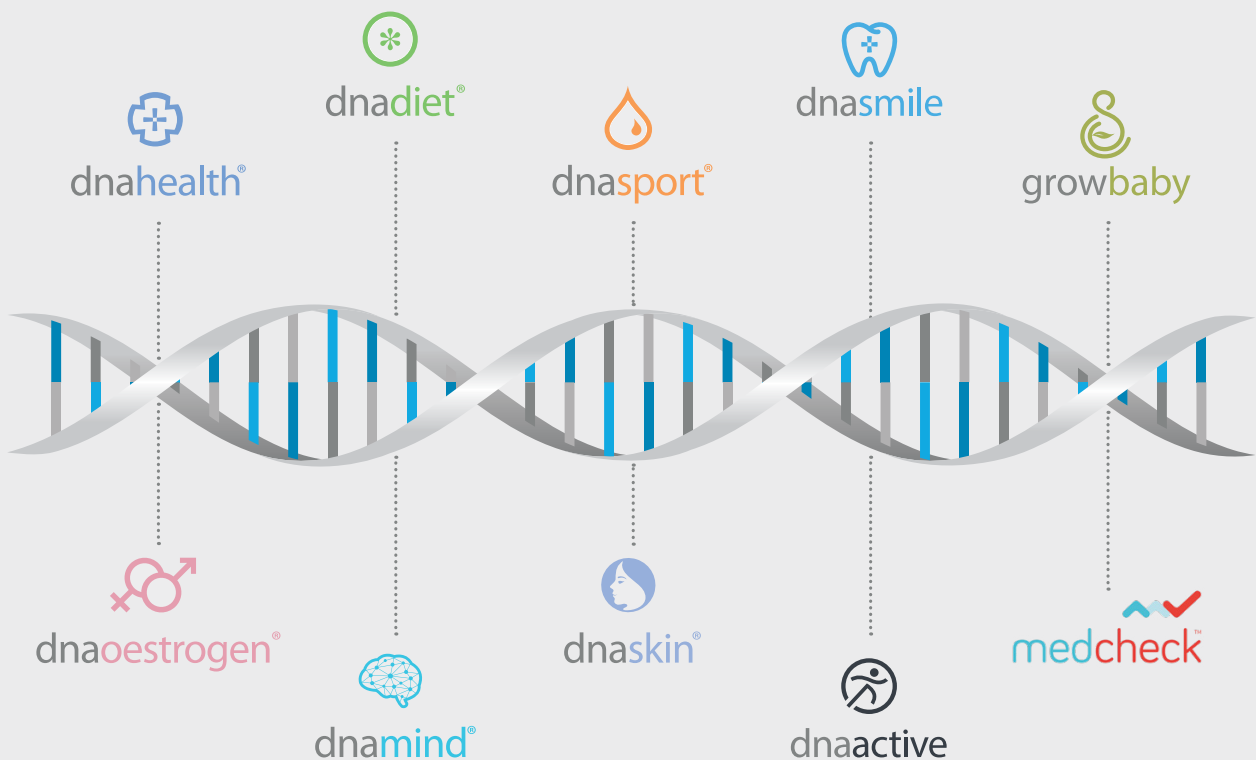 dnadiet®
dnasmile
dnahealth®
dnasport®
growbaby
dnaoestrogen®
dnaskin®
medcheck™
dnamind®
dnaactive